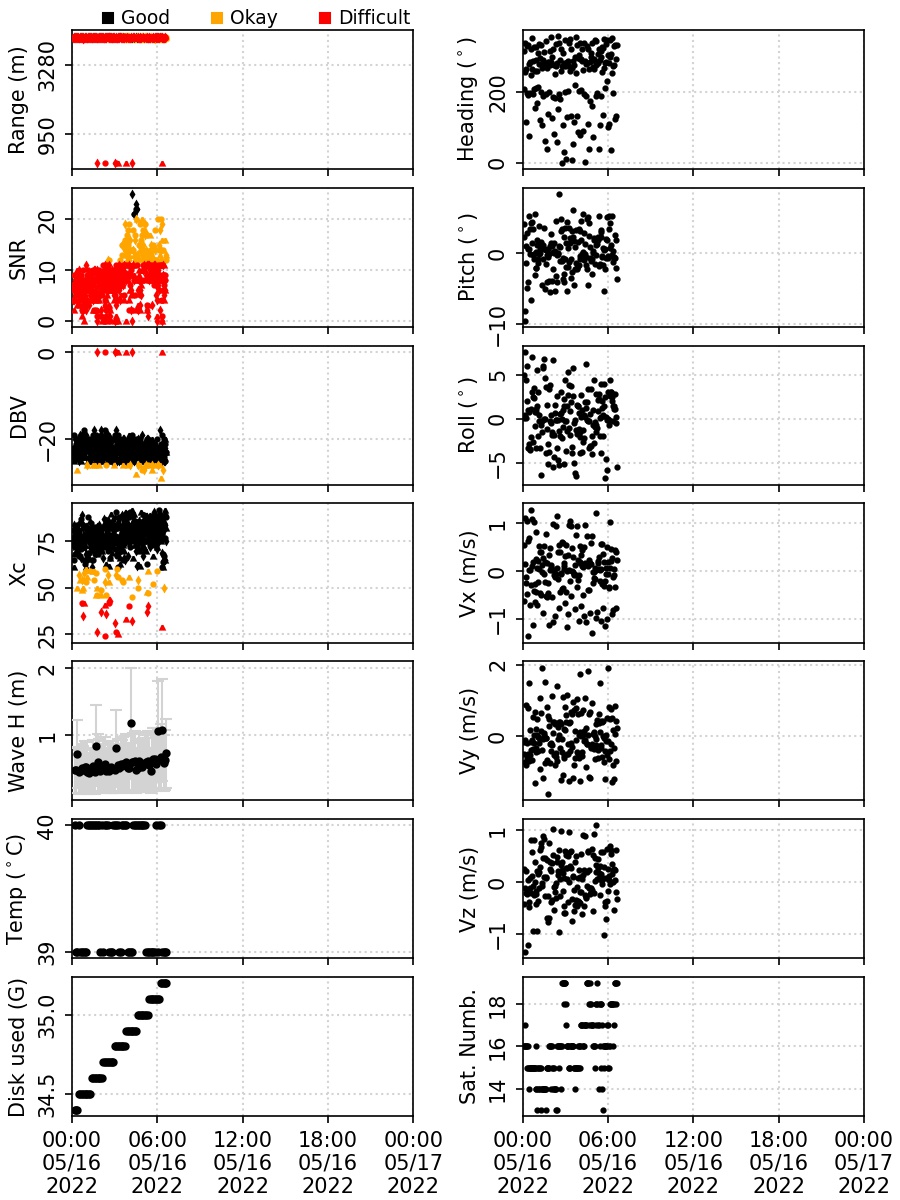 Good Okay Difficult
Range (m)
3280
950
Heading (°)
200
0
SNR
20
10
0
Pitch (°)
0
−10
DBV
0
−20
Roll (°)
5
0
−5
Xc
75
50
25
Vx (m/s)
1
0
−1
Wave H (m)
2
1
Vy (m/s)
2
0
Temp (°C)
40
39
Vz (m/s)
1
0
−1
Disk used (G)
35.0
34.5
Sat. Numb.
18
16
14
00:00 06:00 12:00 18:00 00:00
05/16 05/16 05/16 05/16 05/17
2022 2022 2022 2022 2022
00:00 06:00 12:00 18:00 00:00
05/16 05/16 05/16 05/16 05/17
2022 2022 2022 2022 2022